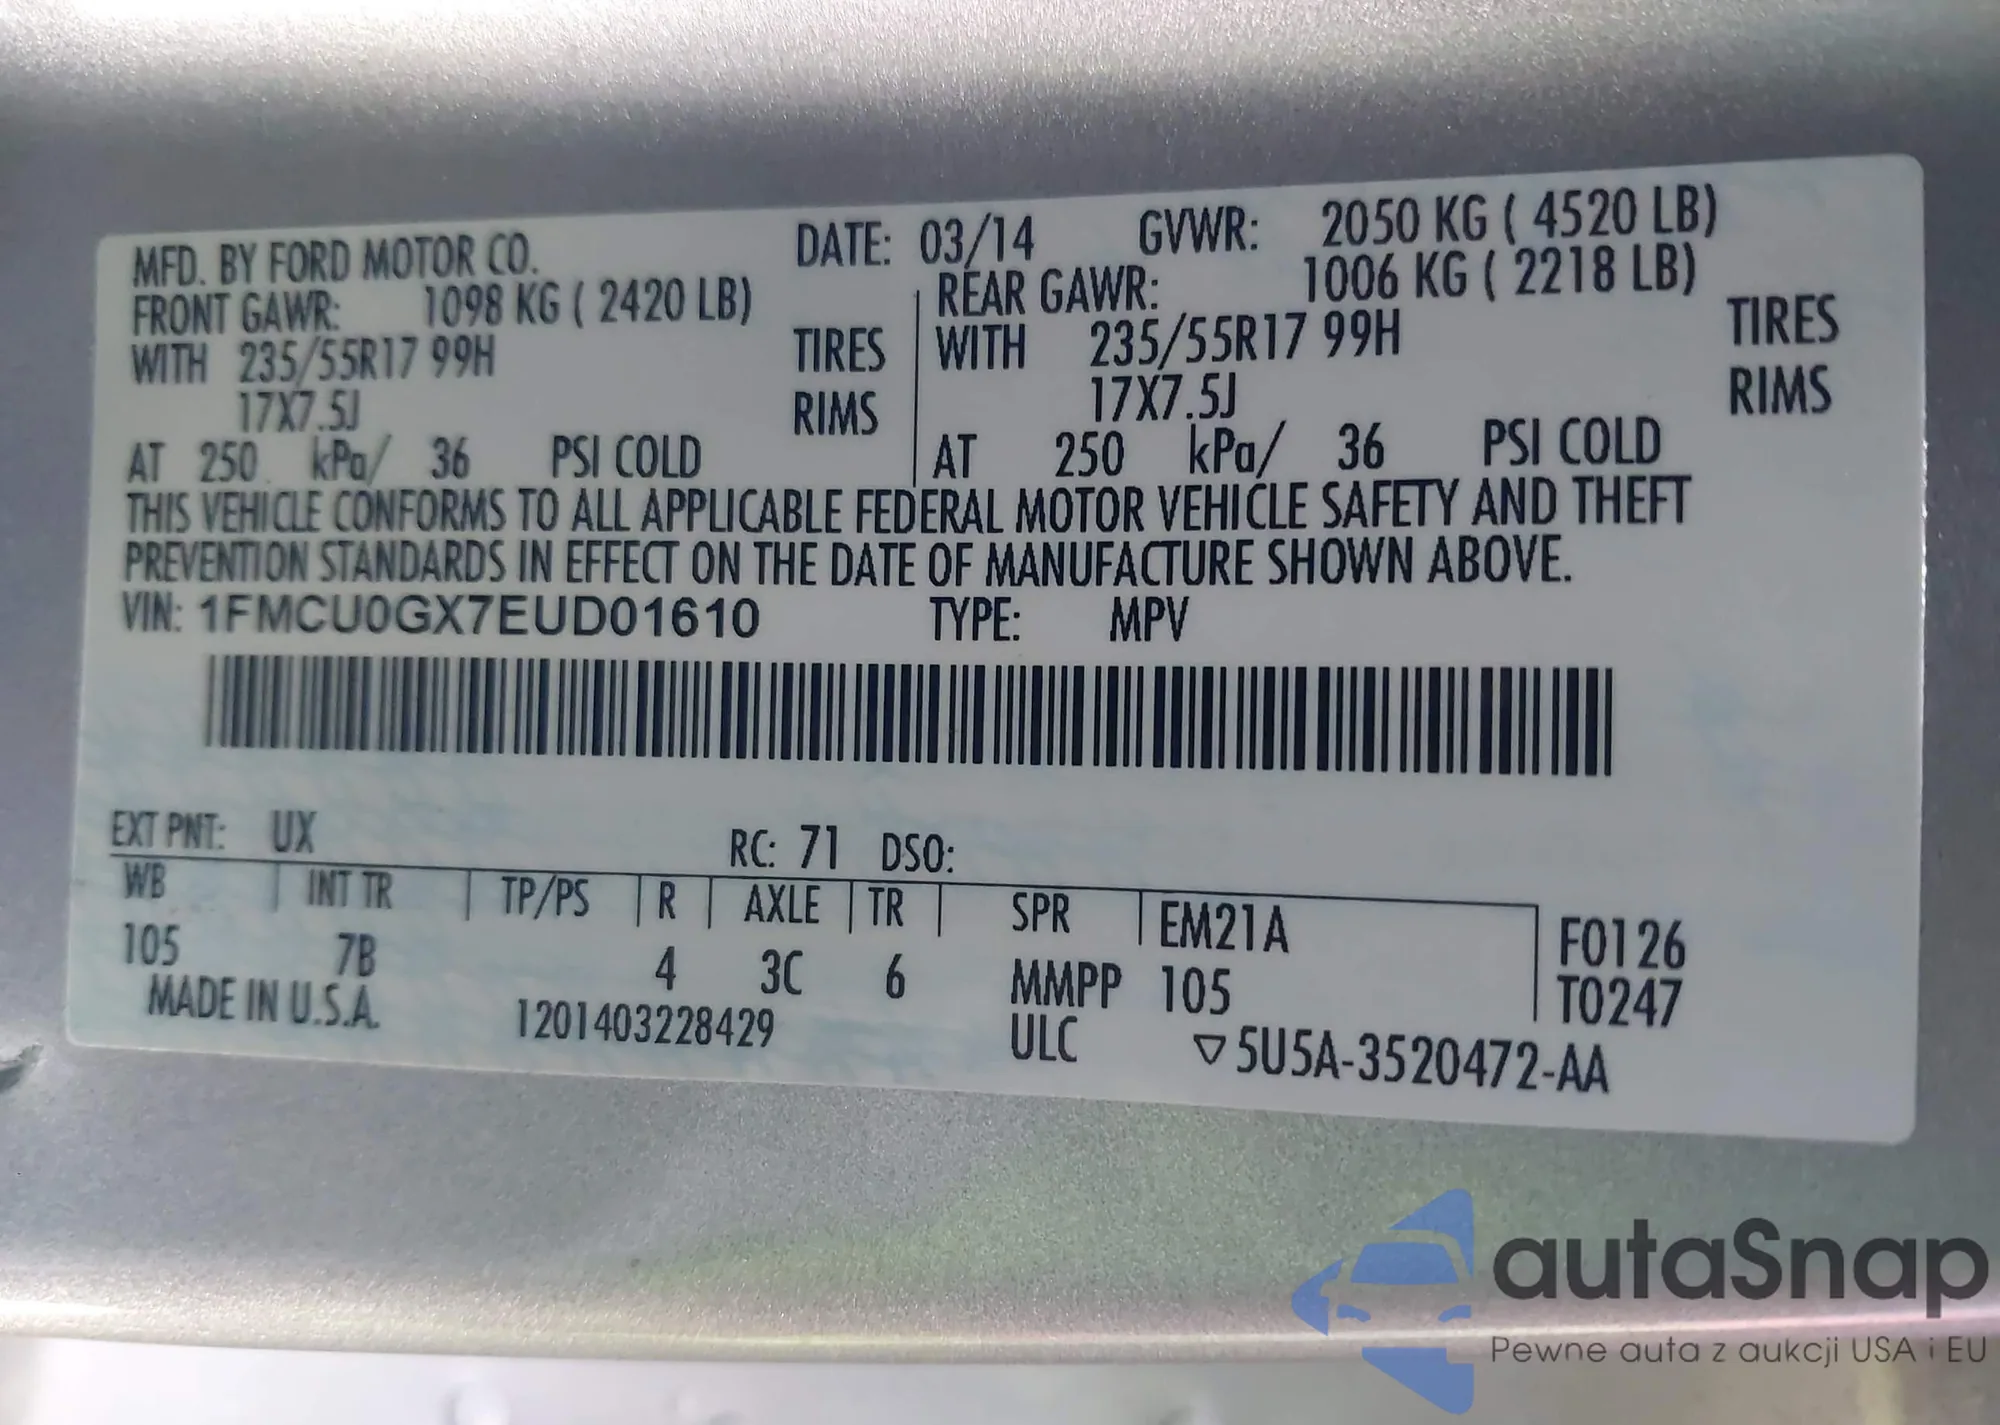 MFD. BY FORD MOTOR CO. DATE: 03/14 GVWR: 2050 KG ( 4520 LB)
FRONT GAWR: 1098 KG ( 2420 LB) REAR GAWR: 1006 KG ( 2218 LB)
WITH 235/55R17 99H TIRES WITH 235/55R17 99H TIRES
17X7.5J RIMS 17X7.5J RIMS
AT 250 kPa/ 36 PSI COLD AT 250 kPa/ 36 PSI COLD
THIS VEHICLE CONFORMS TO ALL APPLICABLE FEDERAL MOTOR VEHICLE SAFETY AND THEFT
PREVENTION STANDARDS IN EFFECT ON THE DATE OF MANUFACTURE SHOWN ABOVE.
VIN: 1FMCU0GX7EUD01610 TYPE: MPV
EXT PNT: UX RC: 71 DSO:
WB INT TR TP/PS R AXLE TR SPR EM21A F0126
105 7B 4 3C 6 MMPP 105 T0247
MADE IN U.S.A. 1201403228429 ULC ▽5U5A-3520472-AA
autaSnap
Pewne auta z aukcji USA i EU